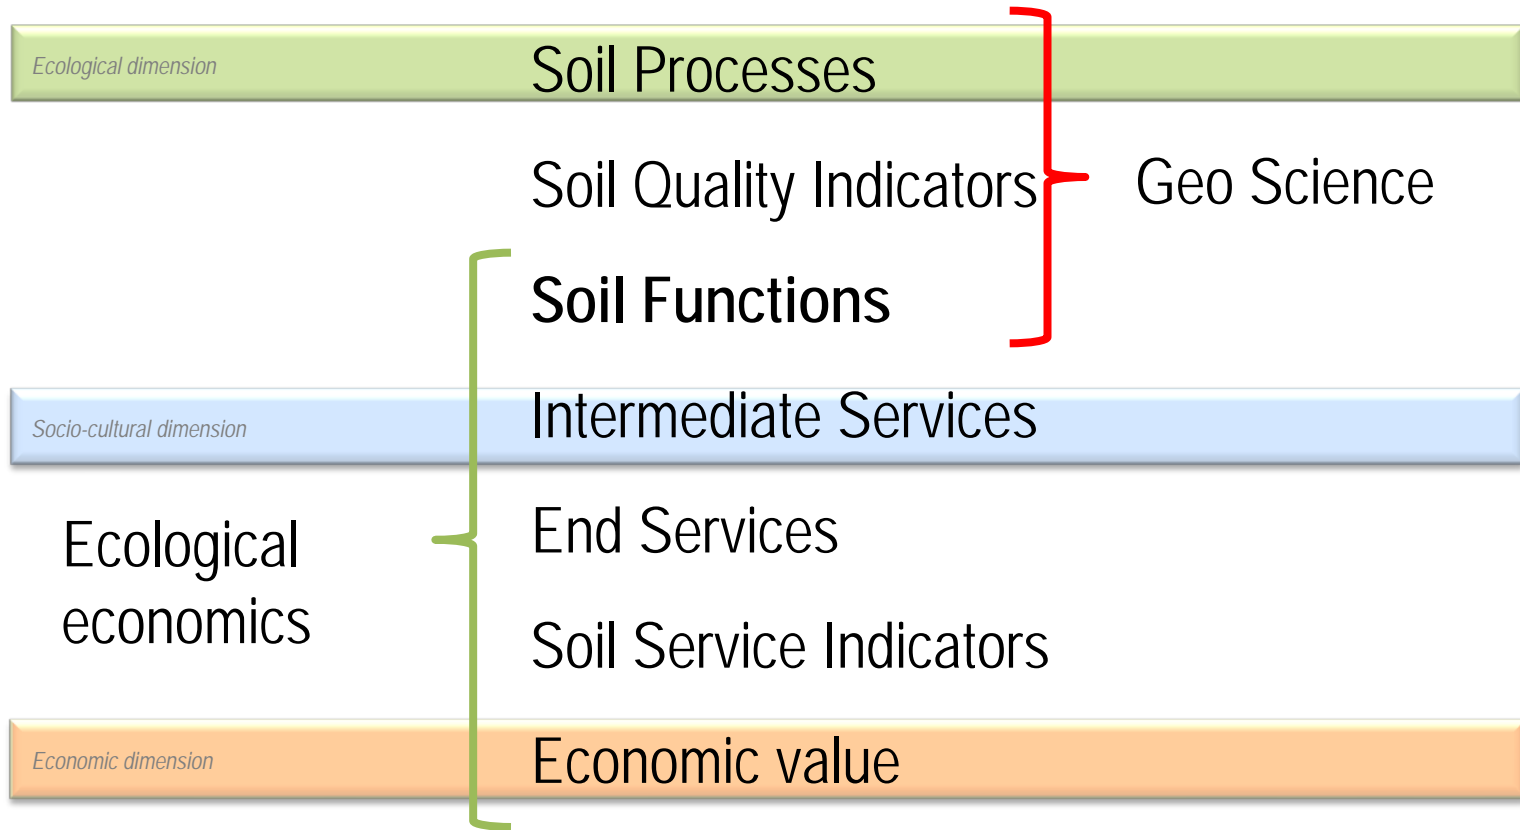 Ecological dimension
Soil Processes
Soil Quality Indicators
Geo Science
Soil Functions
Socio-cultural dimension
Intermediate Services
Ecological
economics
End Services
Soil Service Indicators
Economic dimension
Economic value